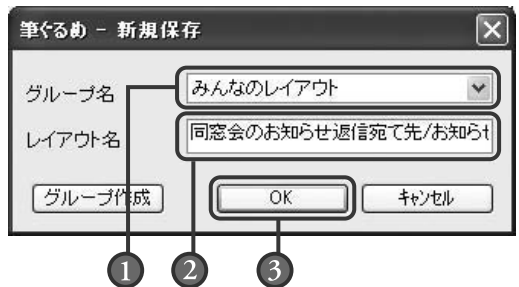 筆ぐるめ - 新規保存
グループ名 みんなのレイアウト
レイアウト名 同窓会のお知らせ返信宛て先/お知らせ
グループ作成 OK キャンセル
1 2 3